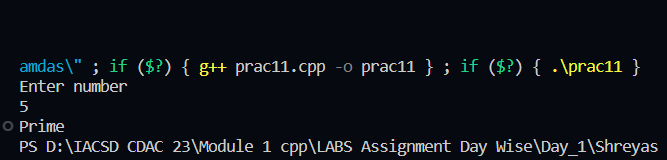 amdas\" ; if ($?) { g++ prac11.cpp -o prac11 } ; if ($?) { .\prac11 }
Enter number
5
Prime
PS D:\IACSD CDAC 23\Module 1 cpp\LABS Assignment Day Wise\Day_1\Shreyas